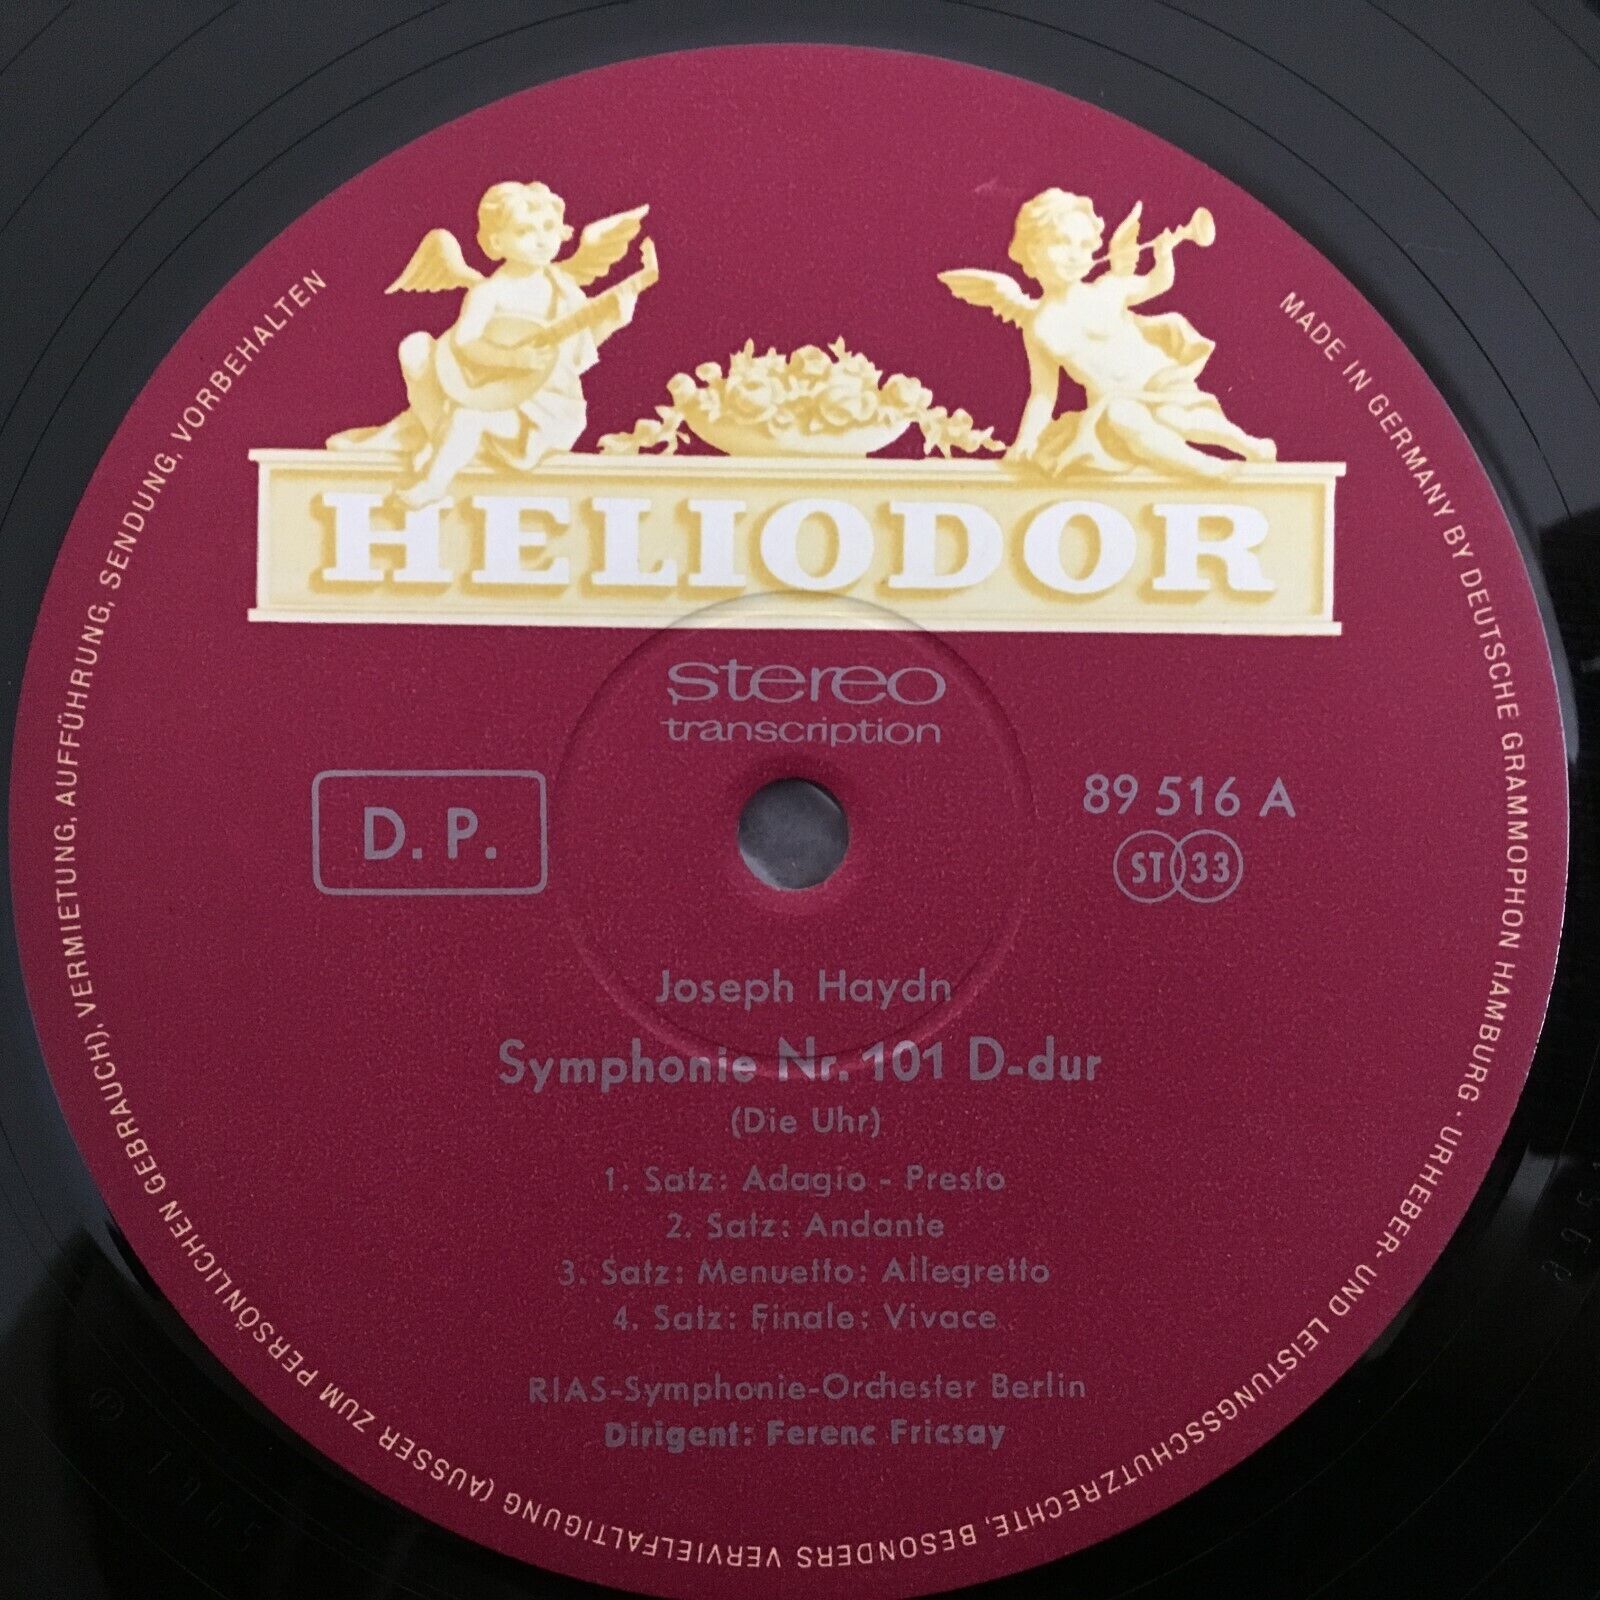 HELIODOR
stereo
transcription
D. P.
89 516 A
ST 33
Joseph Haydn
Symphonie Nr. 101 D-dur
(Die Uhr)
1. Satz: Adagio - Presto
2. Satz: Andante
3. Satz: Menuetto: Allegretto
4. Satz: Finale: Vivace
RIAS-Symphonie-Orchester Berlin
Dirigent: Ferenc Fricsay
MADE IN GERMANY BY DEUTSCHE GRAMMOPHON HAMBURG · URHEBER- UND LEISTUNGSSCHUTZRECHTE, BESONDERS VERVIELFÄLTIGUNG (AUSSER ZUM PERSÖNLICHEN GEBRAUCH), VERMIETUNG, AUFFÜHRUNG, SENDUNG, VORBEHALTEN